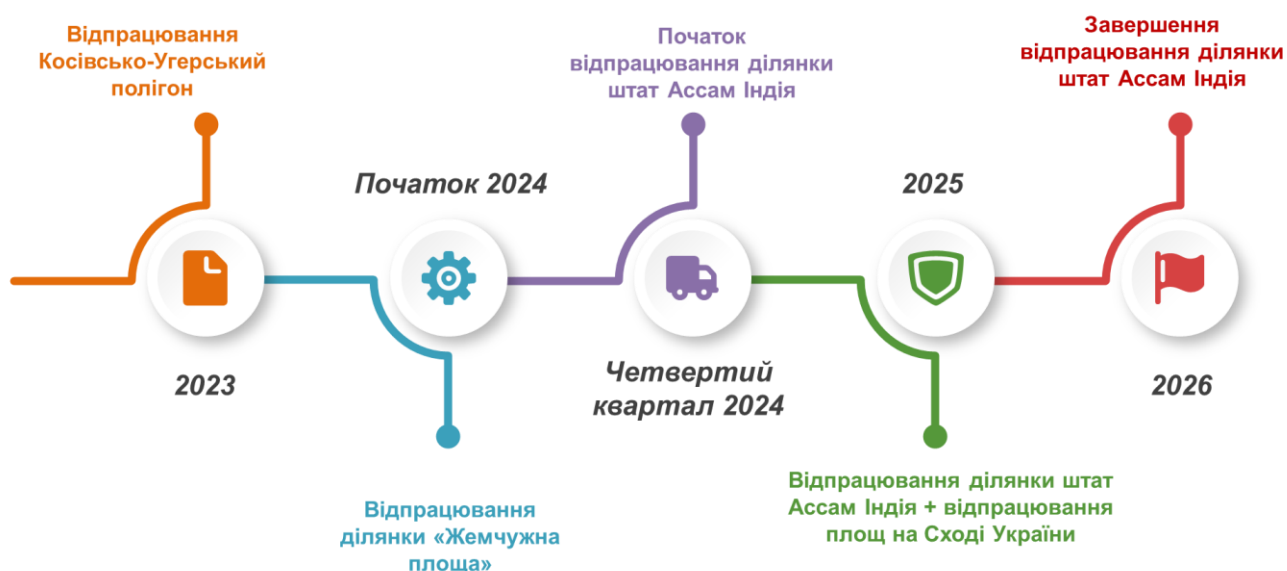 Відпрацювання
Косівсько-Угерський
полігон
2023
Початок 2024
Відпрацювання
ділянки «Жемчужна
площа»
Початок
відпрацювання ділянки
штат Ассам Індія
Четвертий
квартал 2024
2025
Відпрацювання ділянки штат
Ассам Індія + відпрацювання
площ на Сході України
Завершення
відпрацювання ділянки
штат Ассам Індія
2026